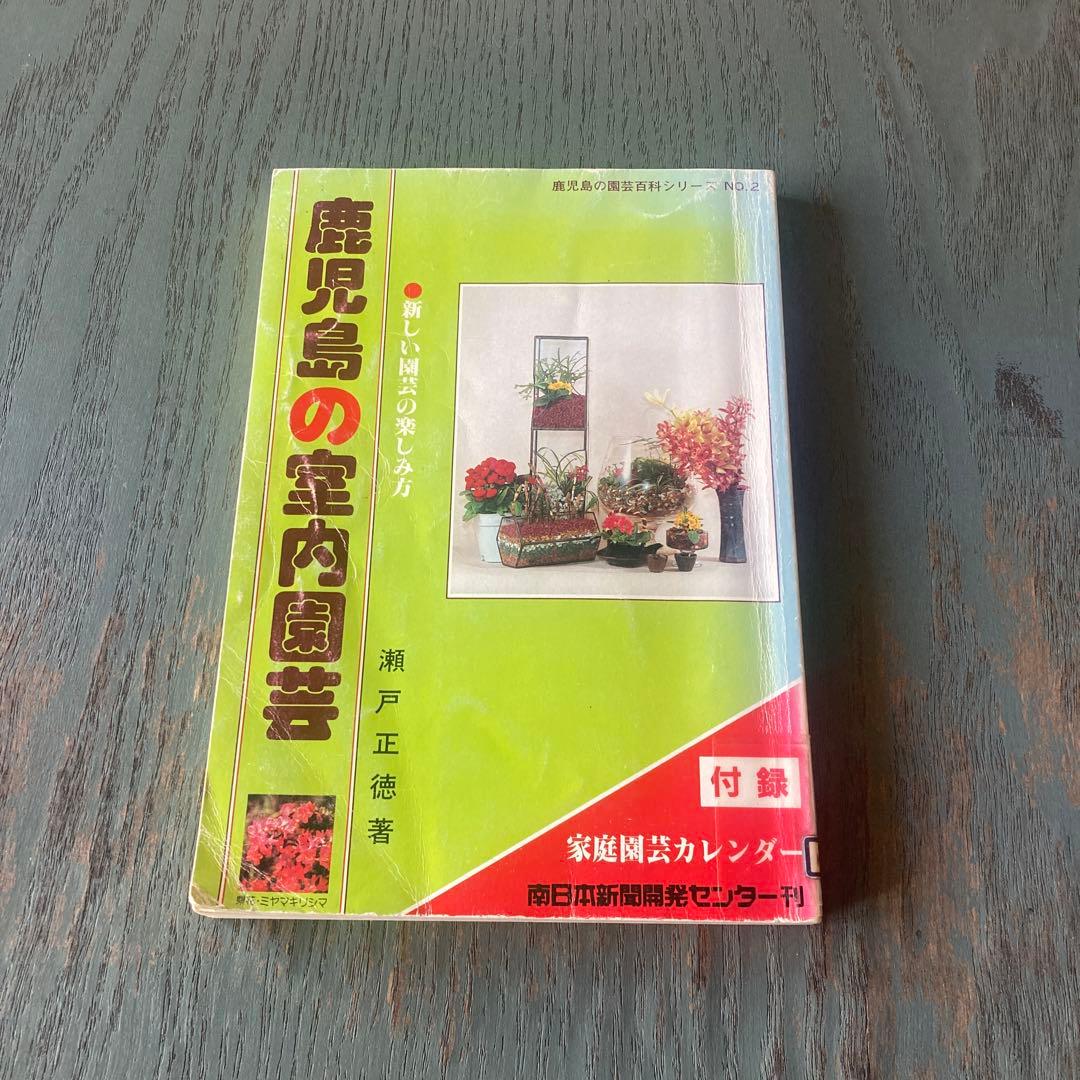 鹿児島の園芸百科シリーズ NO.2
鹿児島の室内園芸
●新しい園芸の楽しみ方
瀬戸正徳著
県花・ミヤマキリシマ
付録
家庭園芸カレンダー
南日本新聞開発センター刊